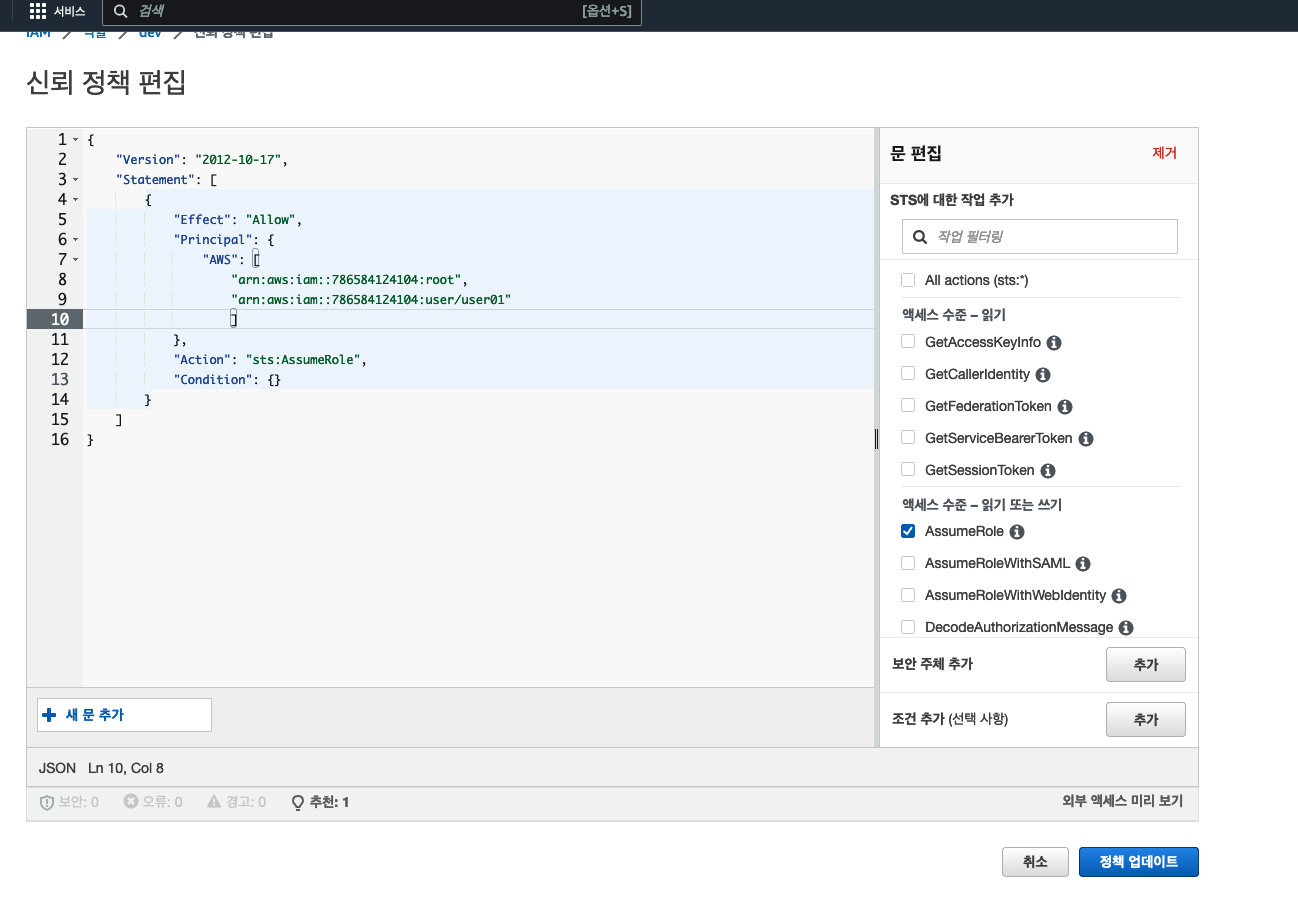 서비스
검색
[옵션+S]
IAM / 역할 / dev / 신뢰 정책 편집
신뢰 정책 편집
1 {
2 "Version": "2012-10-17",
3 "Statement": [
4 {
5 "Effect": "Allow",
6 "Principal": {
7 "AWS": [
8 "arn:aws:iam::786584124104:root",
9 "arn:aws:iam::786584124104:user/user01"
10 ]
11 },
12 "Action": "sts:AssumeRole",
13 "Condition": {}
14 }
15 ]
16 }
문 편집
제거
STS에 대한 작업 추가
작업 필터링
All actions (sts:*)
액세스 수준 – 읽기
GetAccessKeyInfo
GetCallerIdentity
GetFederationToken
GetServiceBearerToken
GetSessionToken
액세스 수준 – 읽기 또는 쓰기
AssumeRole
AssumeRoleWithSAML
AssumeRoleWithWebIdentity
DecodeAuthorizationMessage
보안 주체 추가
추가
조건 추가 (선택 사항)
추가
새 문 추가
JSON Ln 10, Col 8
보안: 0 오류: 0 경고: 0 추천: 1
외부 액세스 미리 보기
취소
정책 업데이트